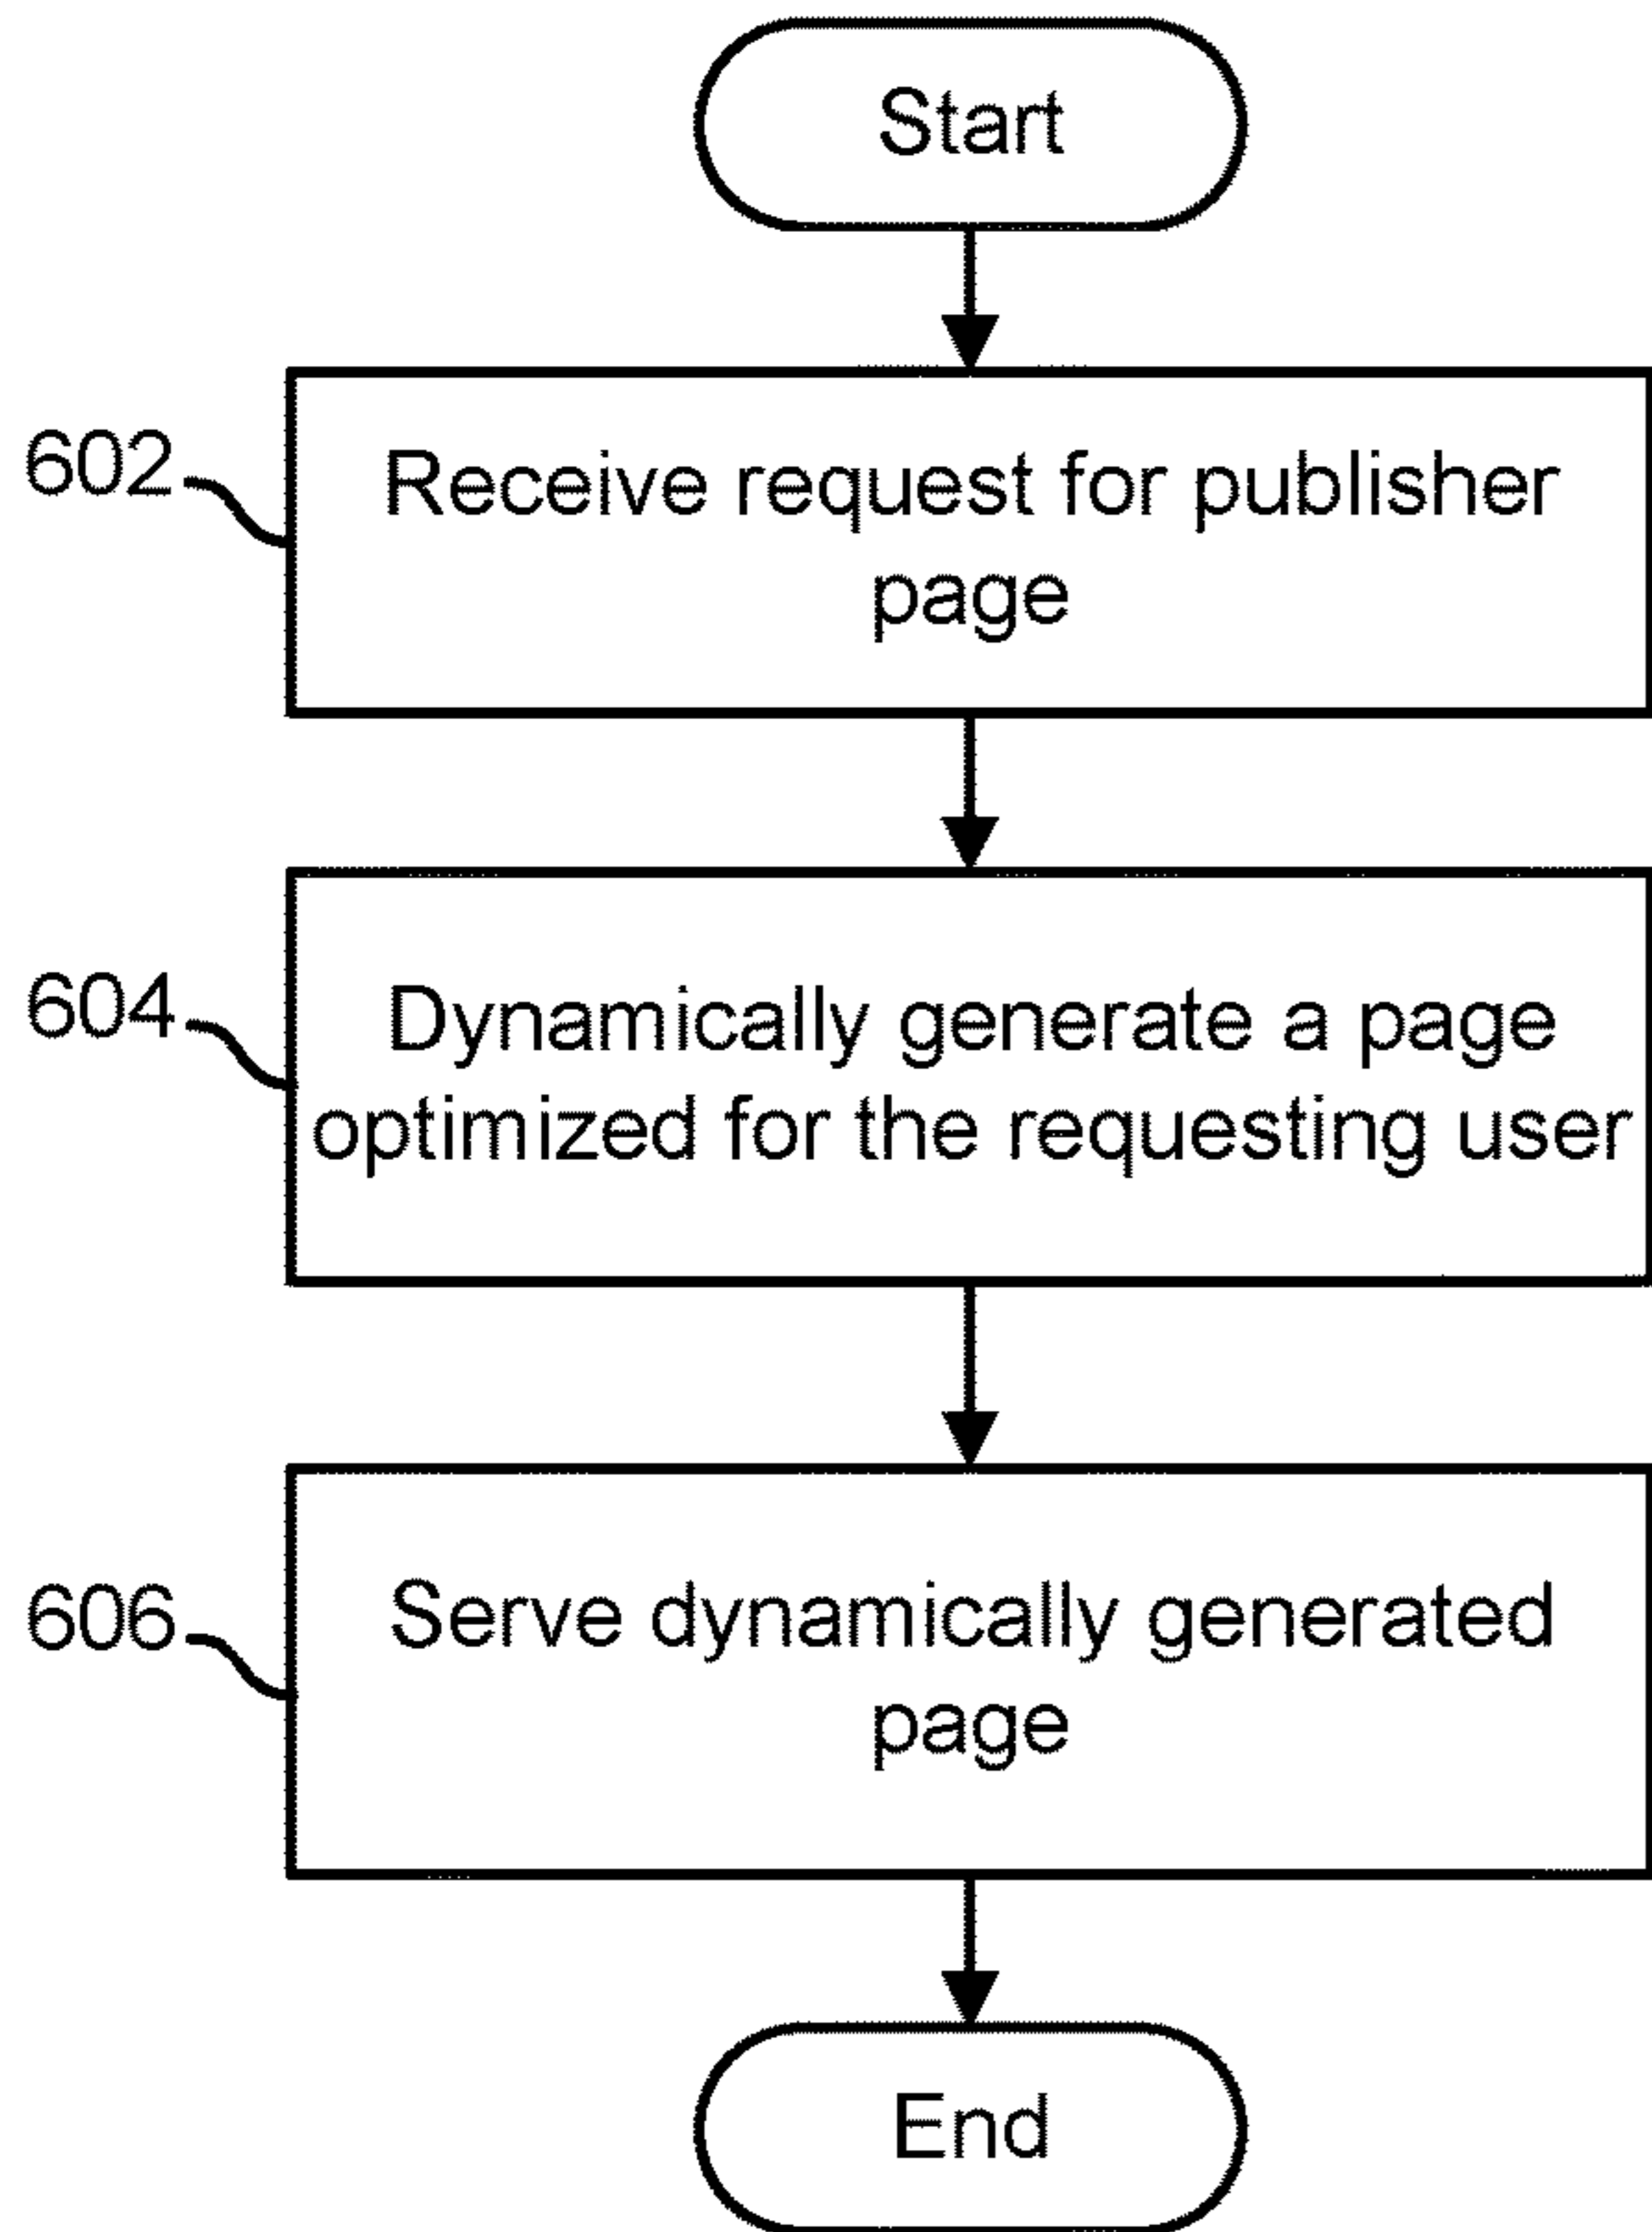 Start
602
Receive request for publisher
page
604
Dynamically generate a page
optimized for the requesting user
606
Serve dynamically generated
page
End